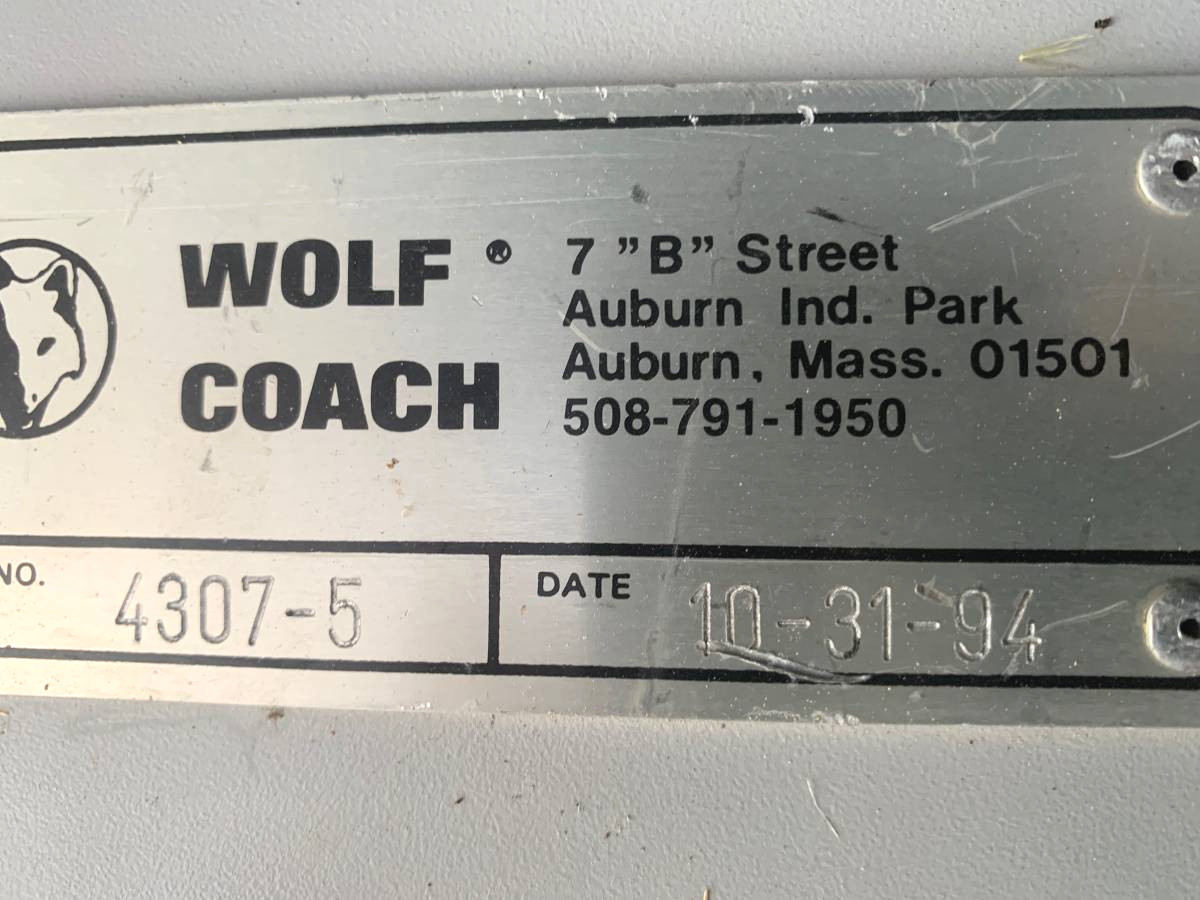 WOLF ®
COACH
7 ”B” Street
Auburn Ind. Park
Auburn, Mass. 01501
508-791-1950
NO. 4307-5
DATE 10-31-94